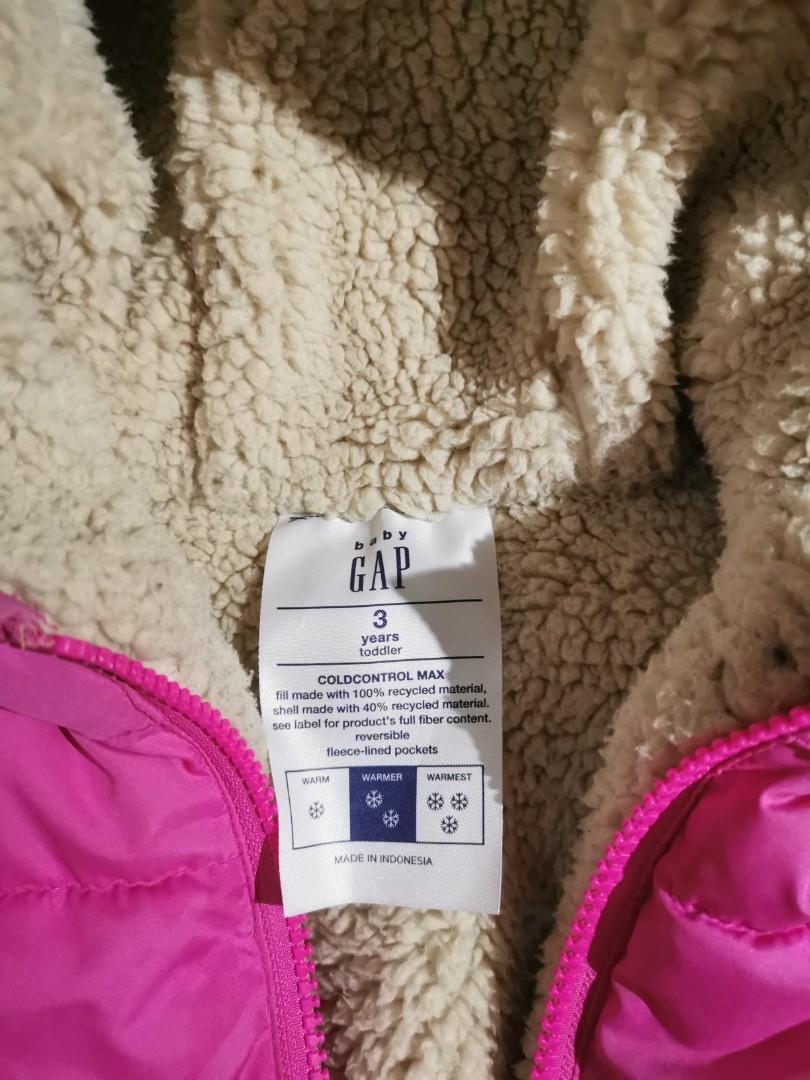 baby
GAP
3
years
toddler
COLDCONTROL MAX
fill made with 100% recycled material,
shell made with 40% recycled material.
see label for product's full fiber content.
reversible
fleece-lined pockets
WARM WARMER WARMEST
MADE IN INDONESIA